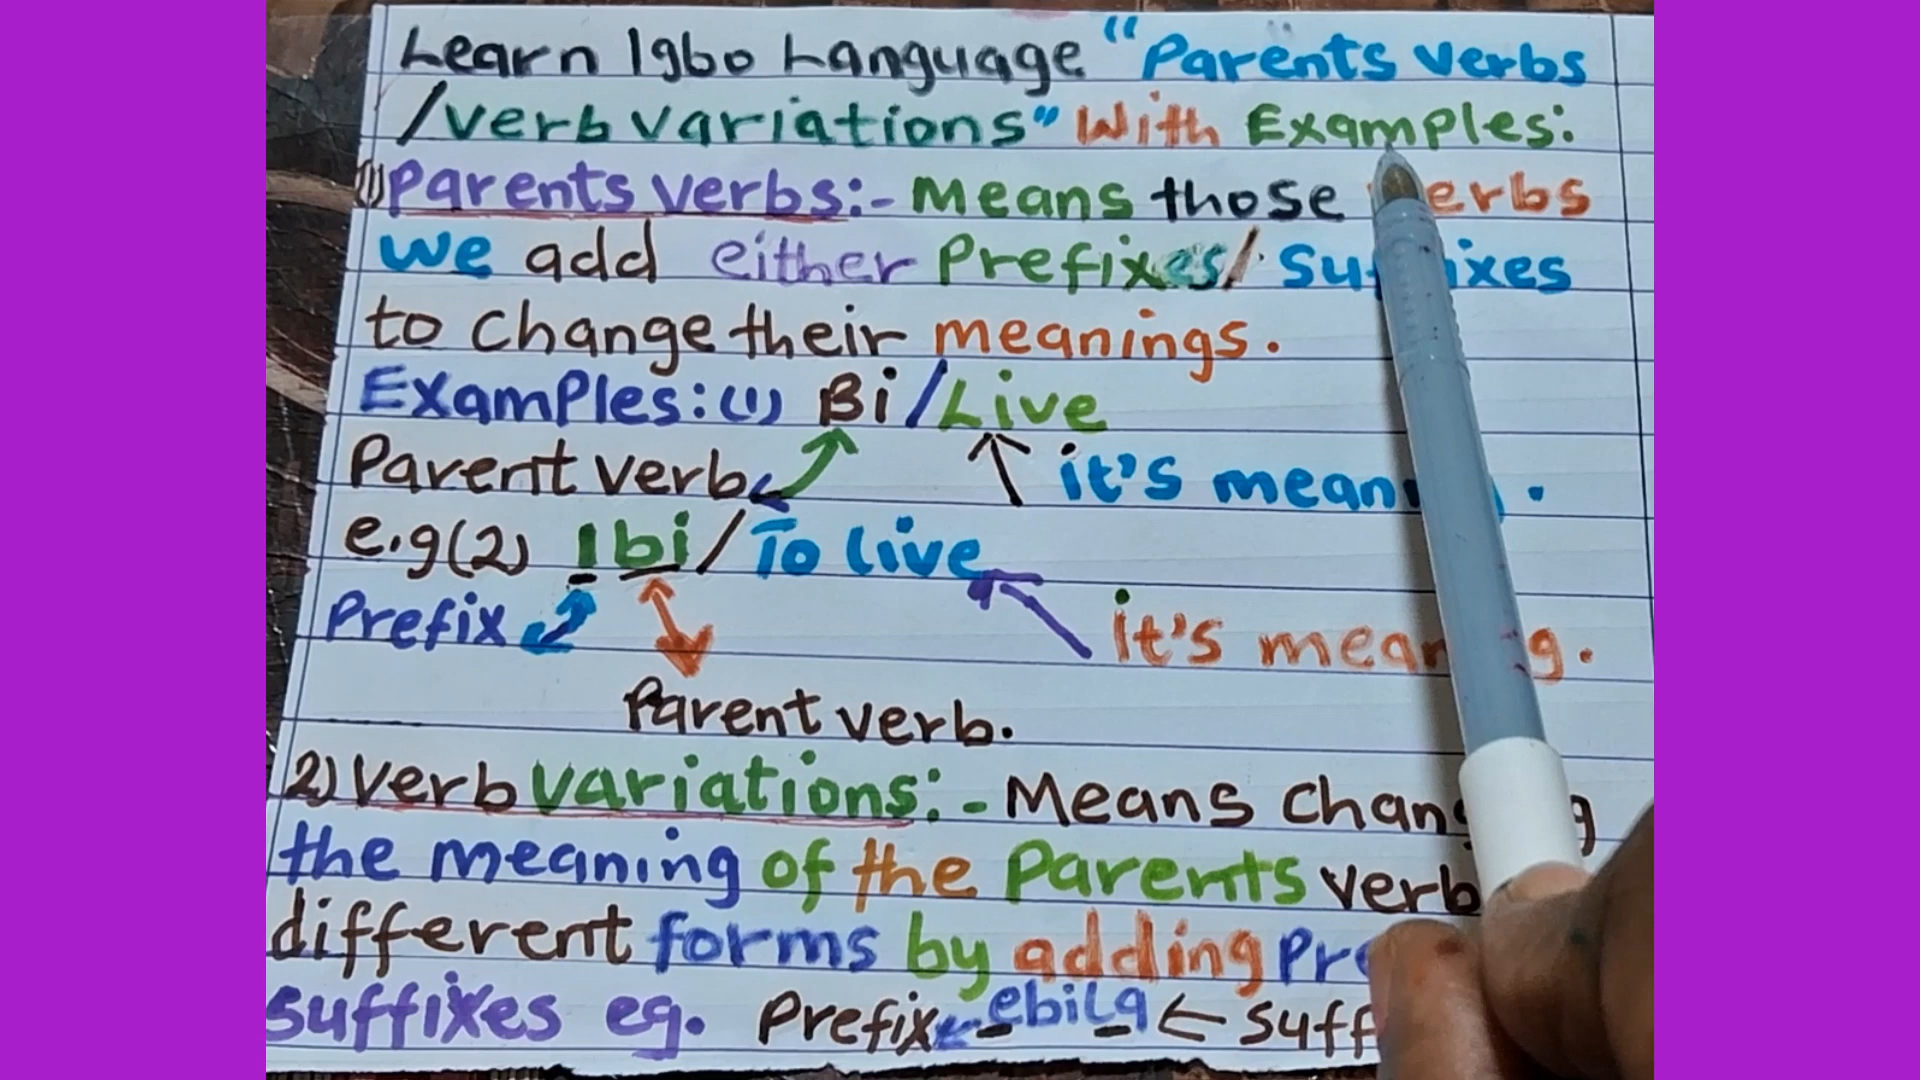 Learn Igbo Language "Parents verbs
/verb variations" With Examples:
(1) Parents verbs:- Means those
we add either Prefixes/
to change their meanings.
Examples:(1) Bi/Live
Parent verb it's
e.g(2) Ibi/To live
Prefix it's
Parent verb.
2) verb variations:- Means
the meaning of the Parents verb
different forms by adding
suffixes eg. Prefix ebila